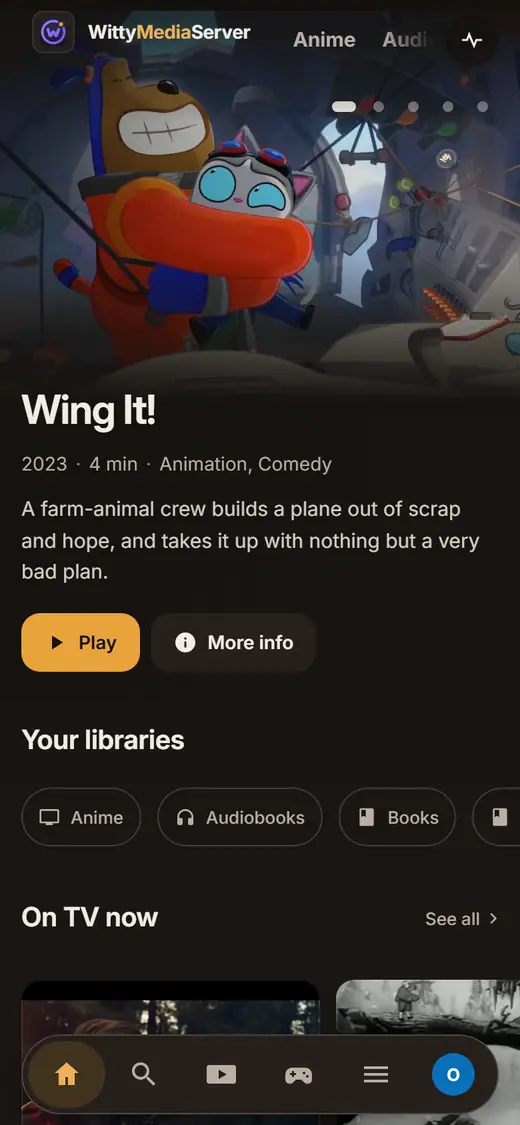 WittyMediaServer
Anime
Audi
Wing It!
2023 · 4 min · Animation, Comedy
A farm-animal crew builds a plane out of scrap
and hope, and takes it up with nothing but a very
bad plan.
Play
More info
Your libraries
Anime
Audiobooks
Books
On TV now
See all
O